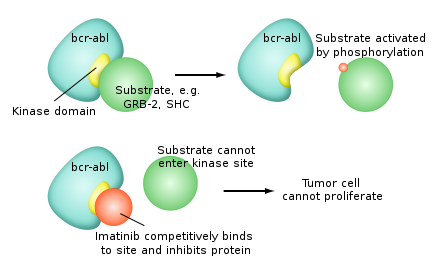 bcr-abl
Substrate, e.g.
GRB-2, SHC
Kinase domain
bcr-abl
Substrate activated
by phosphorylation
bcr-abl
Substrate cannot
enter kinase site
Imatinib competitively binds
to site and inhibits protein
Tumor cell
cannot proliferate